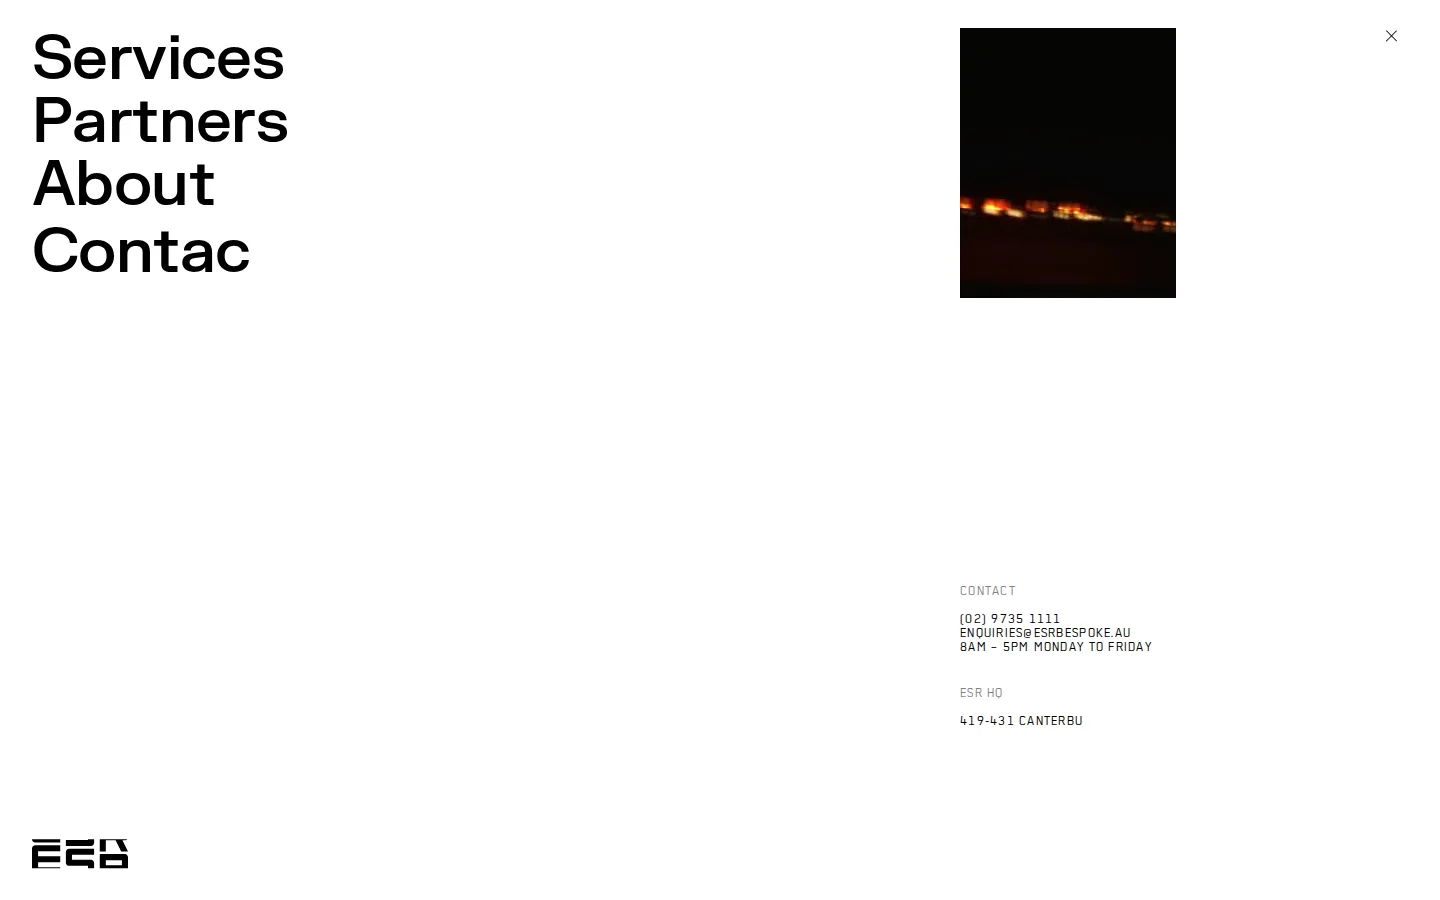 Services
Partners
About
Contac
CONTACT
(02) 9735 1111
ENQUIRIES@ESRBESPOKE.AU
8AM – 5PM MONDAY TO FRIDAY
ESR HQ
419-431 CANTERBU